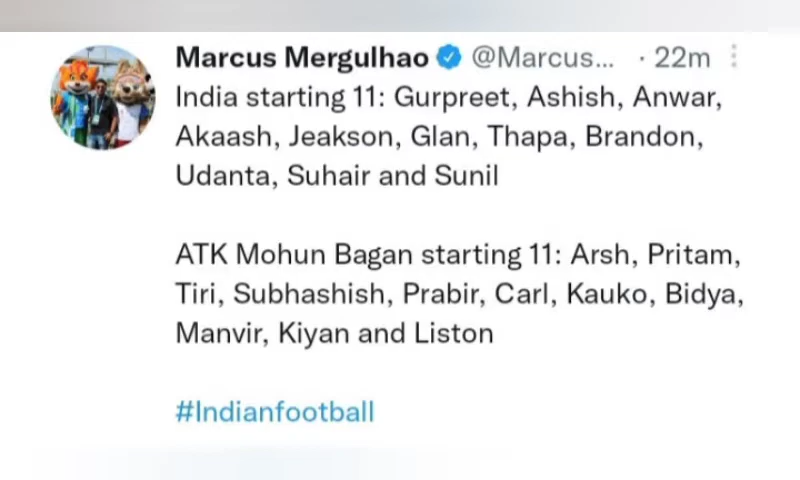 Marcus Mergulhao @Marcus... · 22m
India starting 11: Gurpreet, Ashish, Anwar,
Akaash, Jeakson, Glan, Thapa, Brandon,
Udanta, Suhair and Sunil
ATK Mohun Bagan starting 11: Arsh, Pritam,
Tiri, Subhashish, Prabir, Carl, Kauko, Bidya,
Manvir, Kiyan and Liston
#Indianfootball